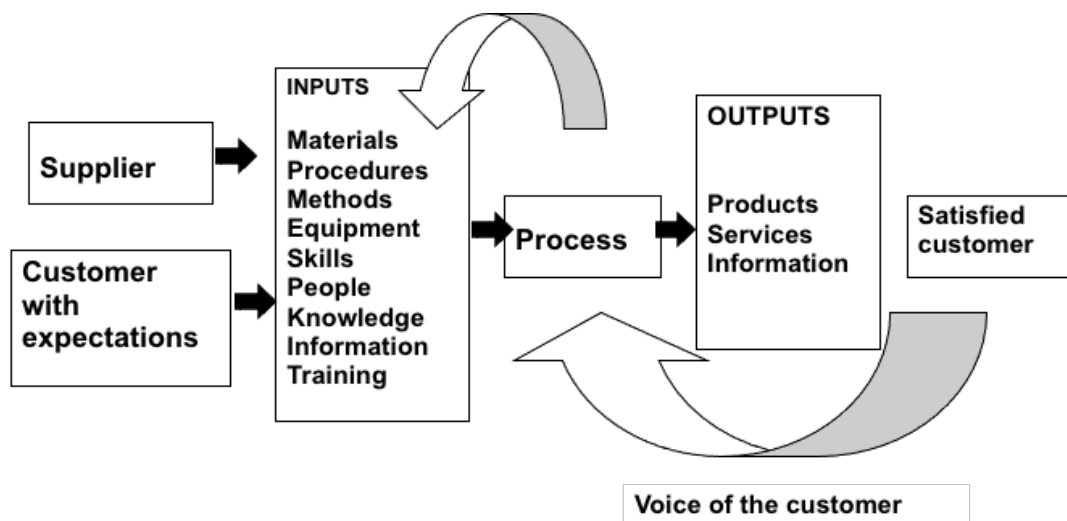 Supplier
Customer
with
expectations
INPUTS
Materials
Procedures
Methods
Equipment
Skills
People
Knowledge
Information
Training
Process
OUTPUTS
Products
Services
Information
Satisfied
customer
Voice of the customer